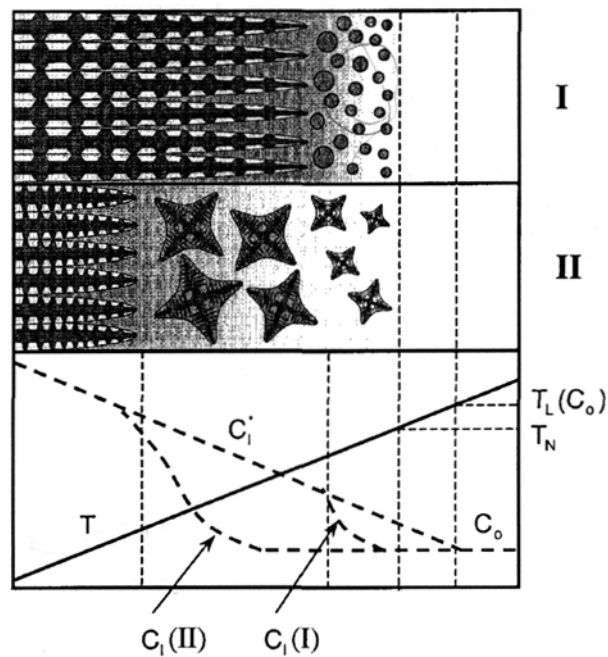 I
II
C_l^*
T_L(C_o)
T_N
T
C_o
C_l(II)
C_l(I)